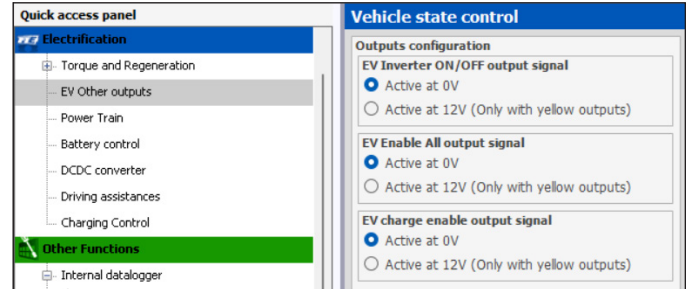 Quick access panel
Electrification
Torque and Regeneration
EV Other outputs
Power Train
Battery control
DCDC converter
Driving assistances
Charging Control
Other Functions
Internal datalogger
Vehicle state control
Outputs configuration
EV Inverter ON/OFF output signal
Active at 0V
Active at 12V (Only with yellow outputs)
EV Enable All output signal
Active at 0V
Active at 12V (Only with yellow outputs)
EV charge enable output signal
Active at 0V
Active at 12V (Only with yellow outputs)